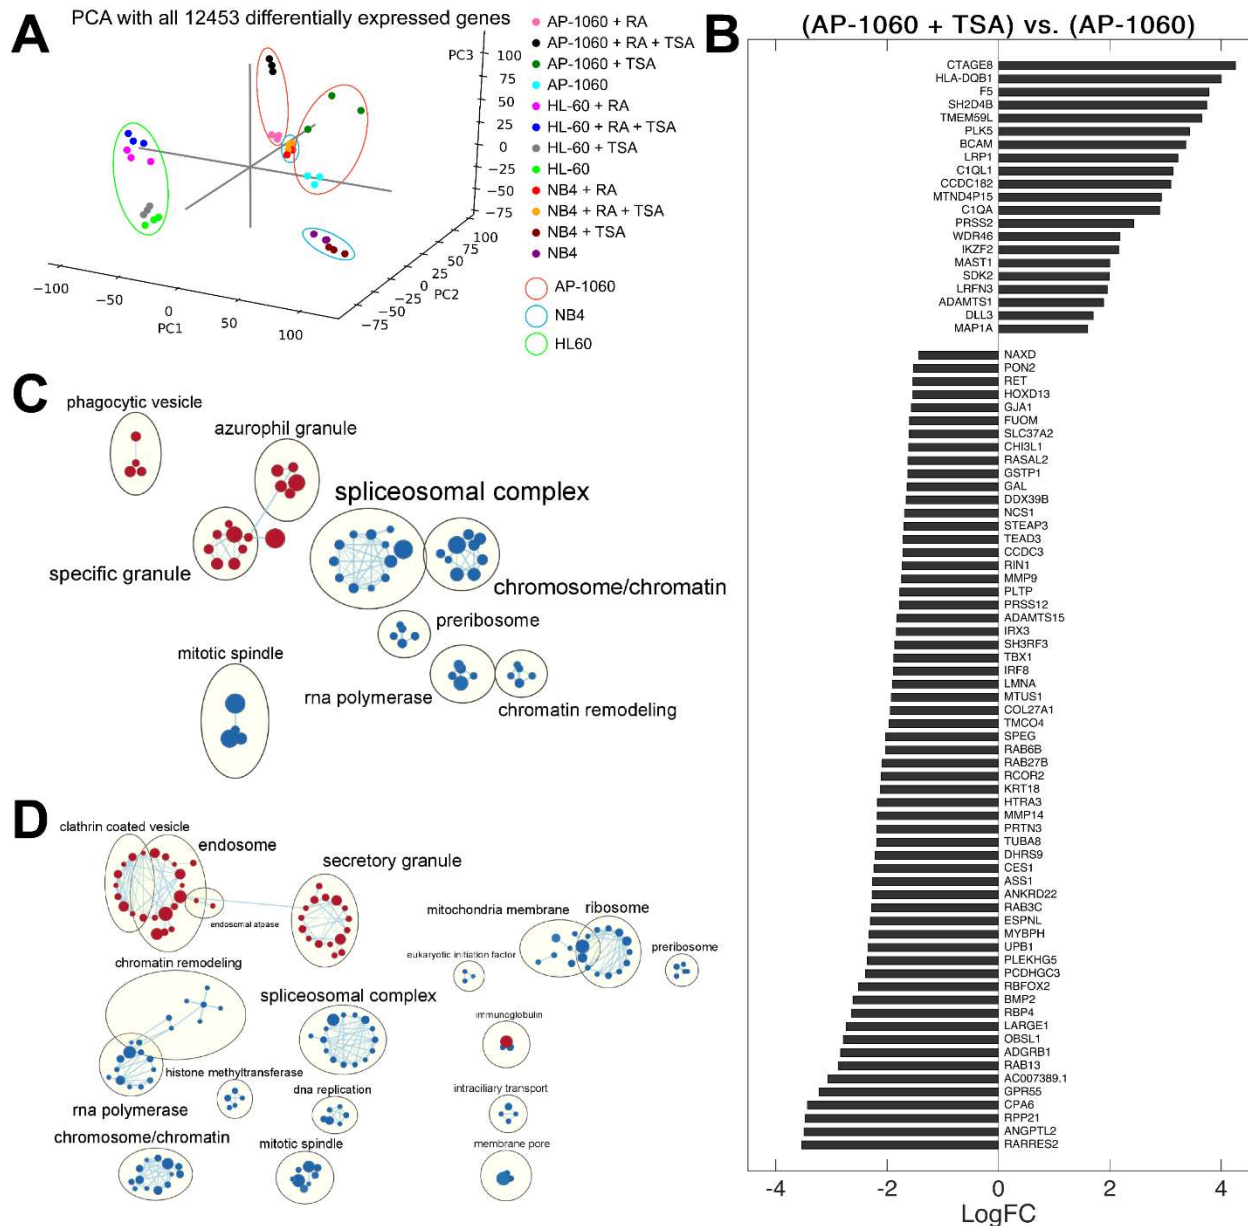 A
PCA with all 12453 differentially expressed genes
PC3
100
75
50
25
0
−25
−50
−75
100
75
50
25
0
−25
−50
−75
PC2
−100
−50
0
50
100
PC1
AP-1060 + RA
AP-1060 + RA + TSA
AP-1060 + TSA
AP-1060
HL-60 + RA
HL-60 + RA + TSA
HL-60 + TSA
HL-60
NB4 + RA
NB4 + RA + TSA
NB4 + TSA
NB4
AP-1060
NB4
HL60
B
(AP-1060 + TSA) vs. (AP-1060)
CTAGE8
HLA-DQB1
F5
SH2D4B
TMEM59L
PLK5
BCAM
LRP1
C1QL1
CCDC182
MTND4P15
C1QA
PRSS2
WDR46
IKZF2
MAST1
SDK2
LRFN3
ADAMTS1
DLL3
MAP1A
NAXD
PON2
RET
HOXD13
GJA1
FUOM
SLC37A2
CHI3L1
RASAL2
GSTP1
GAL
DDX39B
NCS1
STEAP3
TEAD3
CCDC3
RIN1
MMP9
PLTP
PRSS12
ADAMTS15
IRX3
SH3RF3
TBX1
IRF8
LMNA
MTUS1
COL27A1
TMCO4
SPEG
RAB6B
RAB27B
RCOR2
KRT18
HTRA3
MMP14
PRTN3
TUBA8
DHRS9
CES1
ASS1
ANKRD22
RAB3C
ESPNL
MYBPH
UPB1
PLEKHG5
PCDHGC3
RBFOX2
BMP2
RBP4
LARGE1
OBSL1
ADGRB1
RAB13
AC007389.1
GPR55
CPA6
RPP21
ANGPTL2
RARRES2
-4
-2
0
2
4
LogFC
C
phagocytic vesicle
azurophil granule
spliceosomal complex
specific granule
chromosome/chromatin
preribosome
mitotic spindle
rna polymerase
chromatin remodeling
D
clathrin coated vesicle
endosome
secretory granule
endosomal atpase
mitochondria membrane
ribosome
preribosome
eukaryotic initiation factor
chromatin remodeling
spliceosomal complex
immunoglobulin
histone methyltransferase
dna replication
intraciliary transport
rna polymerase
chromosome/chromatin
mitotic spindle
membrane pore